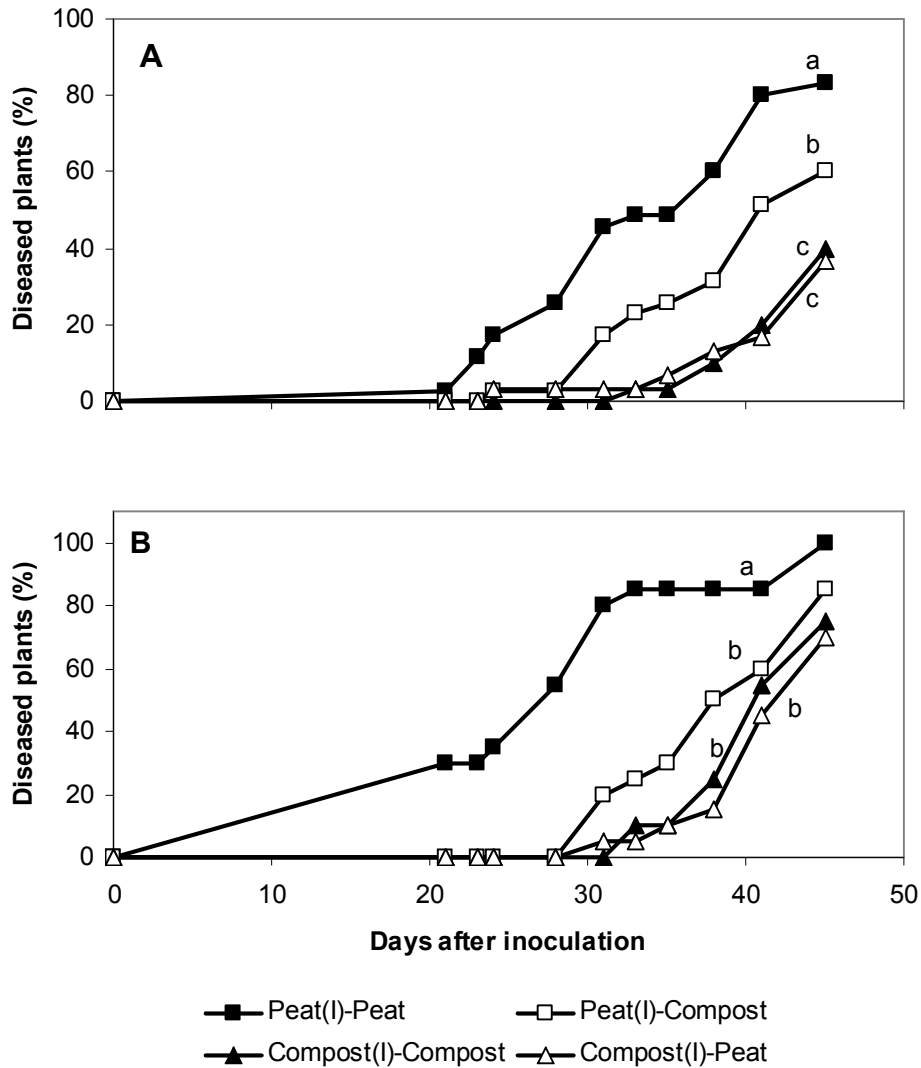 100
A
a
80
b
60
Diseased plants (%)
40
c
20
c
0
100
B
a
80
b
60
Diseased plants (%)
b
40
b
20
0
0 10 20 30 40 50
Days after inoculation
Peat(I)-Peat Peat(I)-Compost
Compost(I)-Compost Compost(I)-Peat